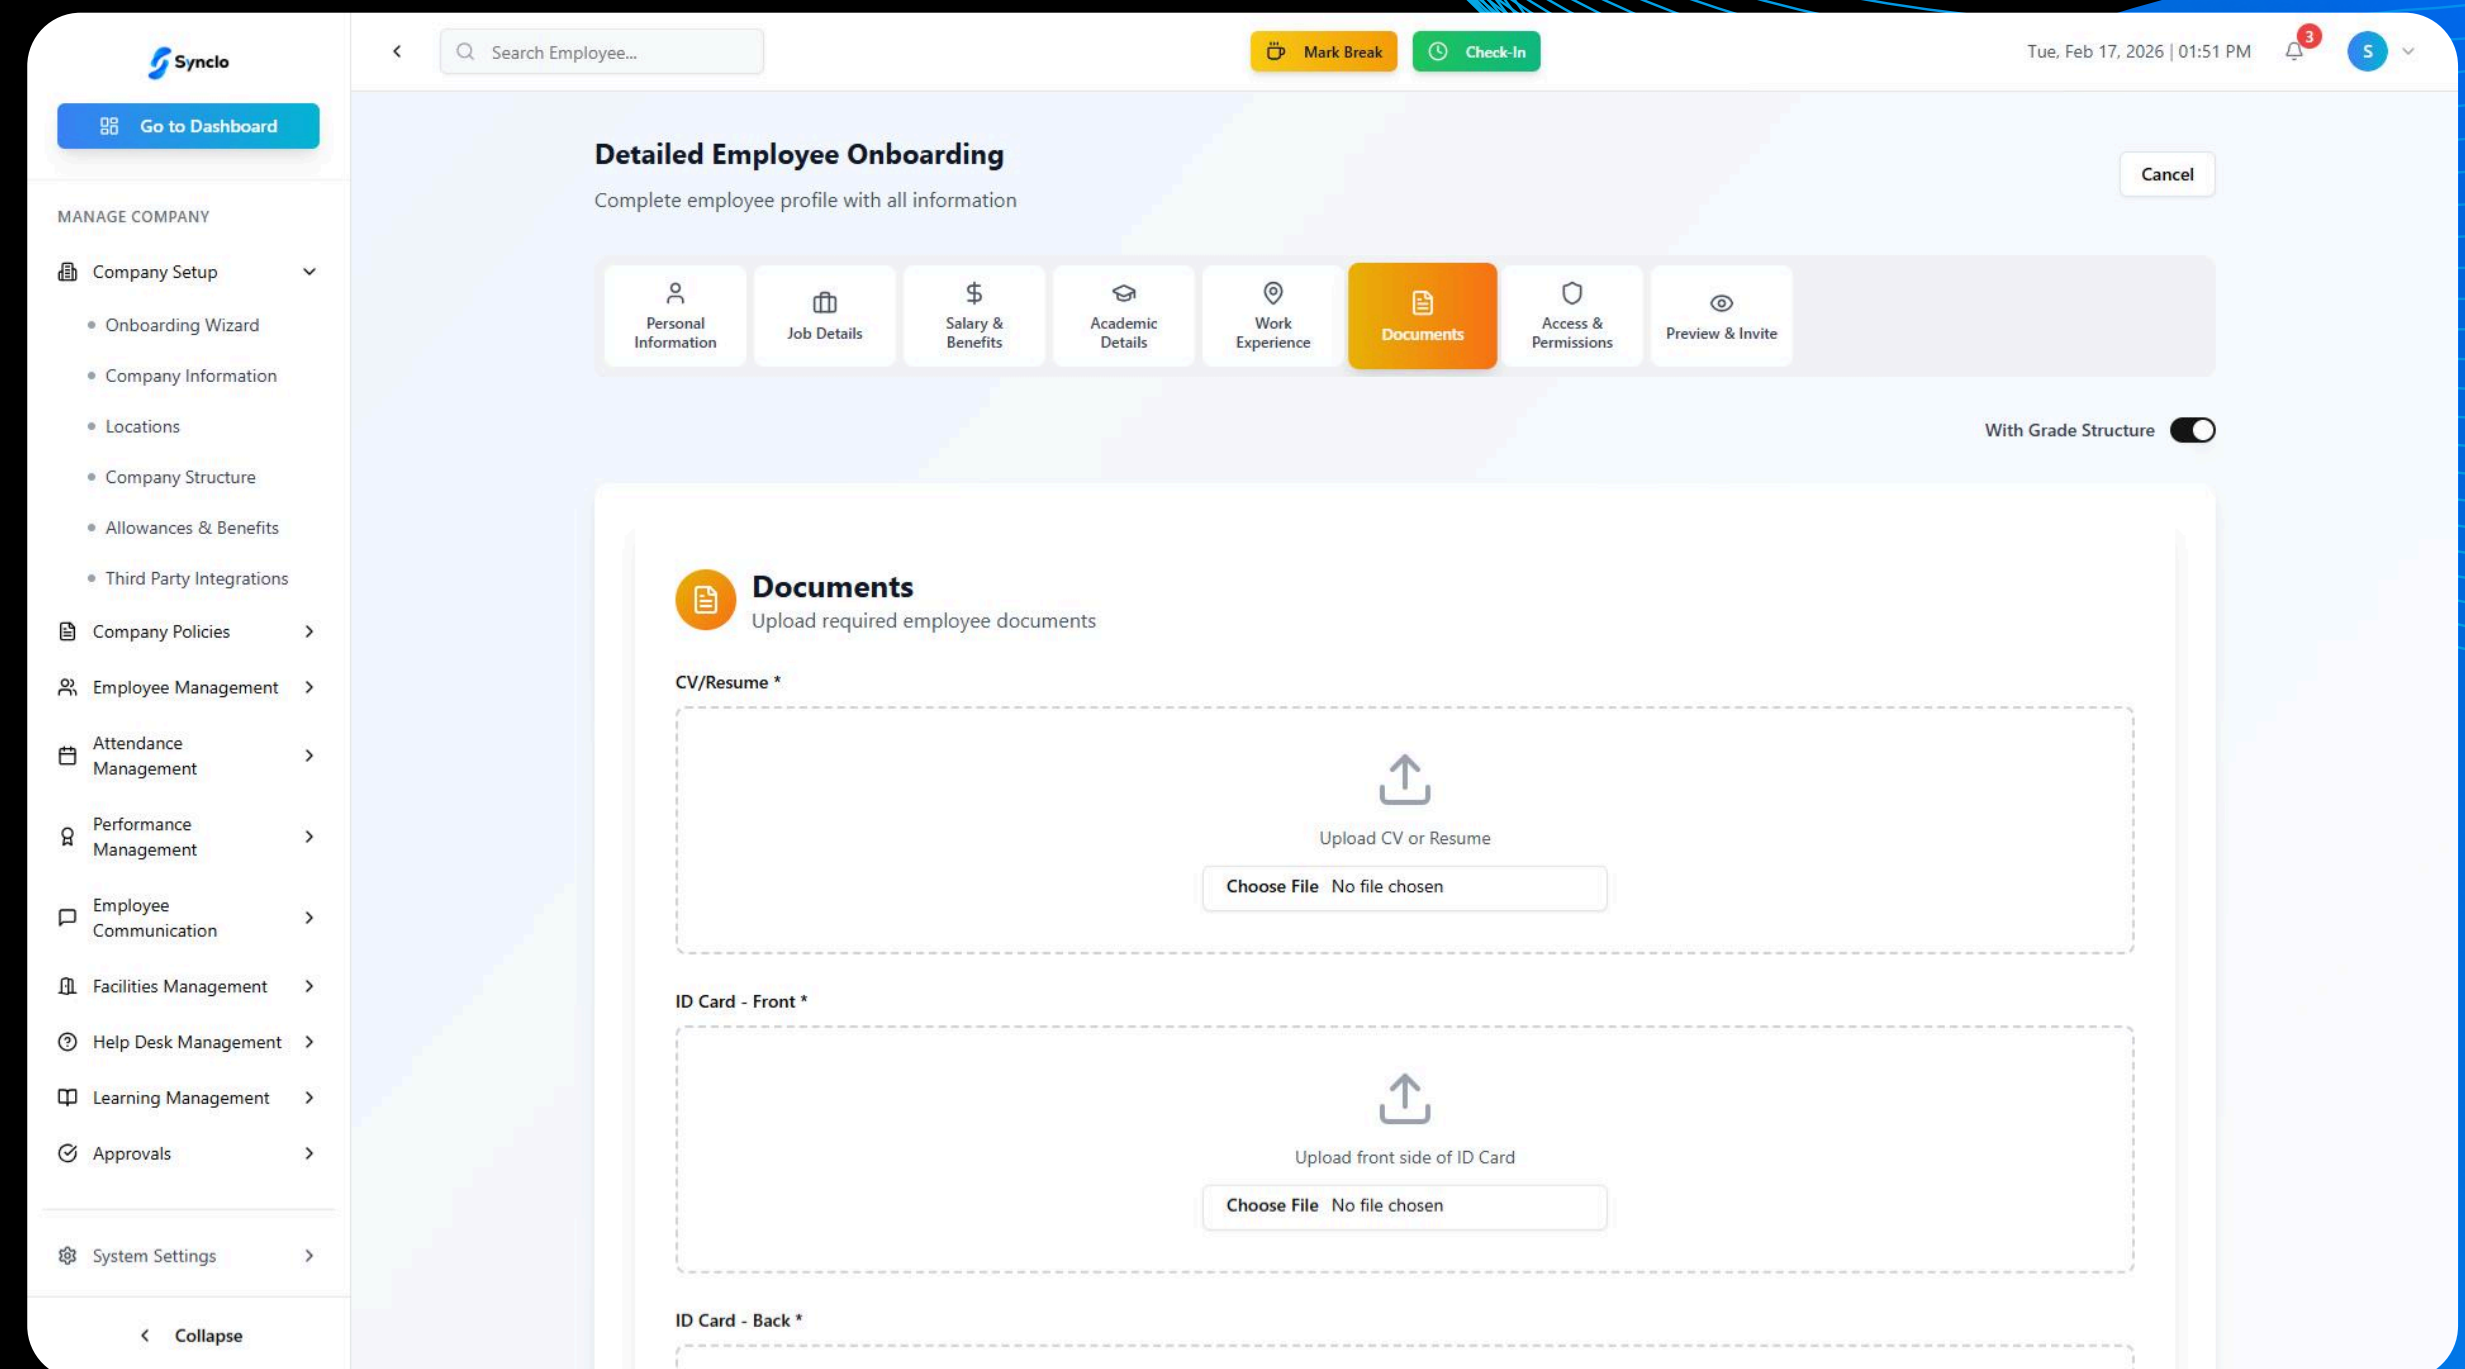 Synclo
Go to Dashboard
MANAGE COMPANY
Company Setup
Onboarding Wizard
Company Information
Locations
Company Structure
Allowances & Benefits
Third Party Integrations
Company Policies
Employee Management
Attendance
Management
Performance
Management
Employee
Communication
Facilities Management
Help Desk Management
Learning Management
Approvals
System Settings
Collapse
Search Employee...
Mark Break
Check-In
Tue, Feb 17, 2026 | 01:51 PM
3
S
Detailed Employee Onboarding
Complete employee profile with all information
Cancel
Personal
Information
Job Details
Salary &
Benefits
Academic
Details
Work
Experience
Documents
Access &
Permissions
Preview & Invite
With Grade Structure
Documents
Upload required employee documents
CV/Resume *
Upload CV or Resume
Choose File No file chosen
ID Card - Front *
Upload front side of ID Card
Choose File No file chosen
ID Card - Back *